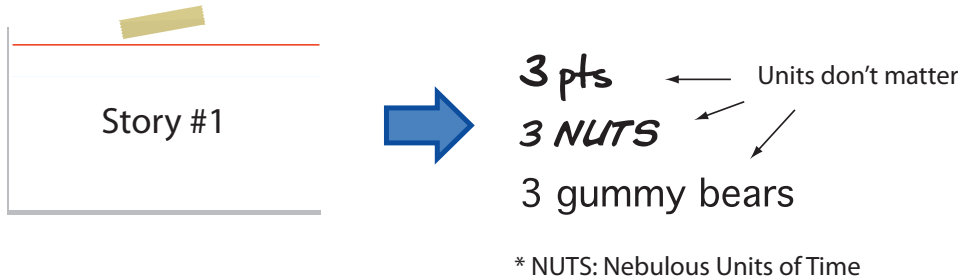 Story #1
3 pts
Units don't matter
3 NUTS
3 gummy bears
* NUTS: Nebulous Units of Time